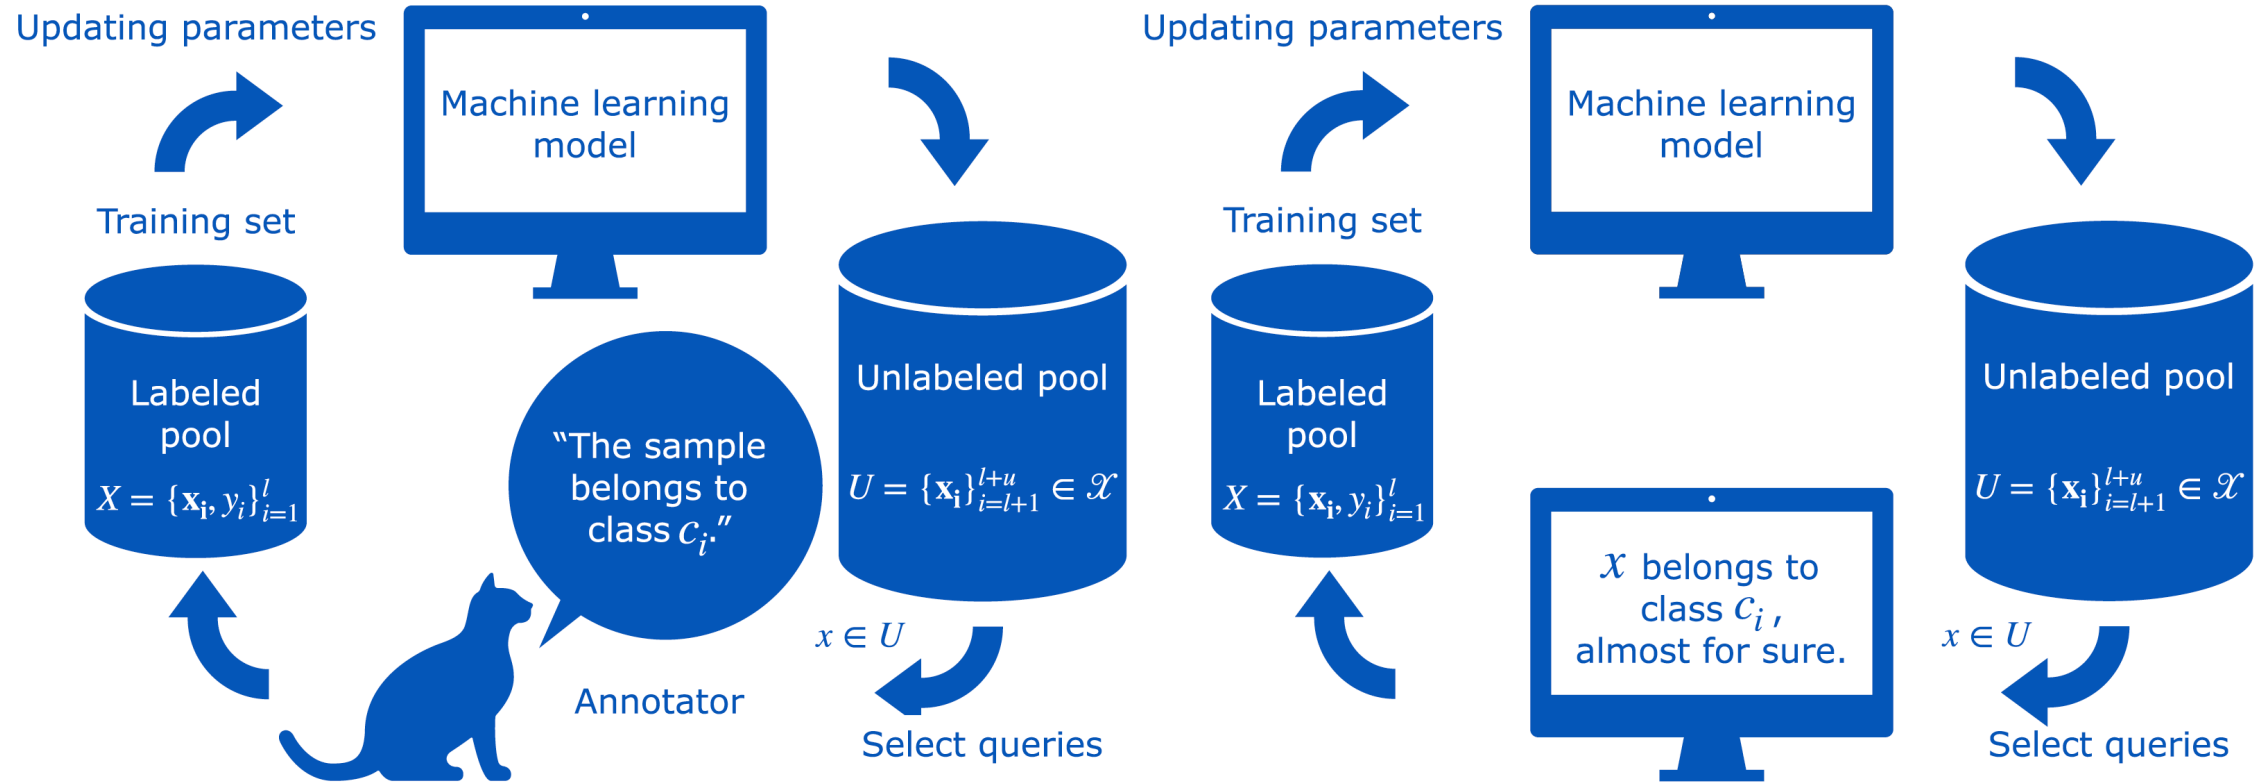 Updating parameters
Machine learning
model
Training set
Labeled
pool
X = {𝐱ᵢ, yᵢ}ˡᵢ₌₁
“The sample
belongs to
class cᵢ.”
Annotator
Unlabeled pool
U = {𝐱ᵢ}ˡ⁺ᵘᵢ₌ₗ₊₁ ∈ 𝒳
x ∈ U
Select queries
Updating parameters
Machine learning
model
Training set
Labeled
pool
X = {𝐱ᵢ, yᵢ}ˡᵢ₌₁
x belongs to
class cᵢ,
almost for sure.
Unlabeled pool
U = {𝐱ᵢ}ˡ⁺ᵘᵢ₌ₗ₊₁ ∈ 𝒳
x ∈ U
Select queries